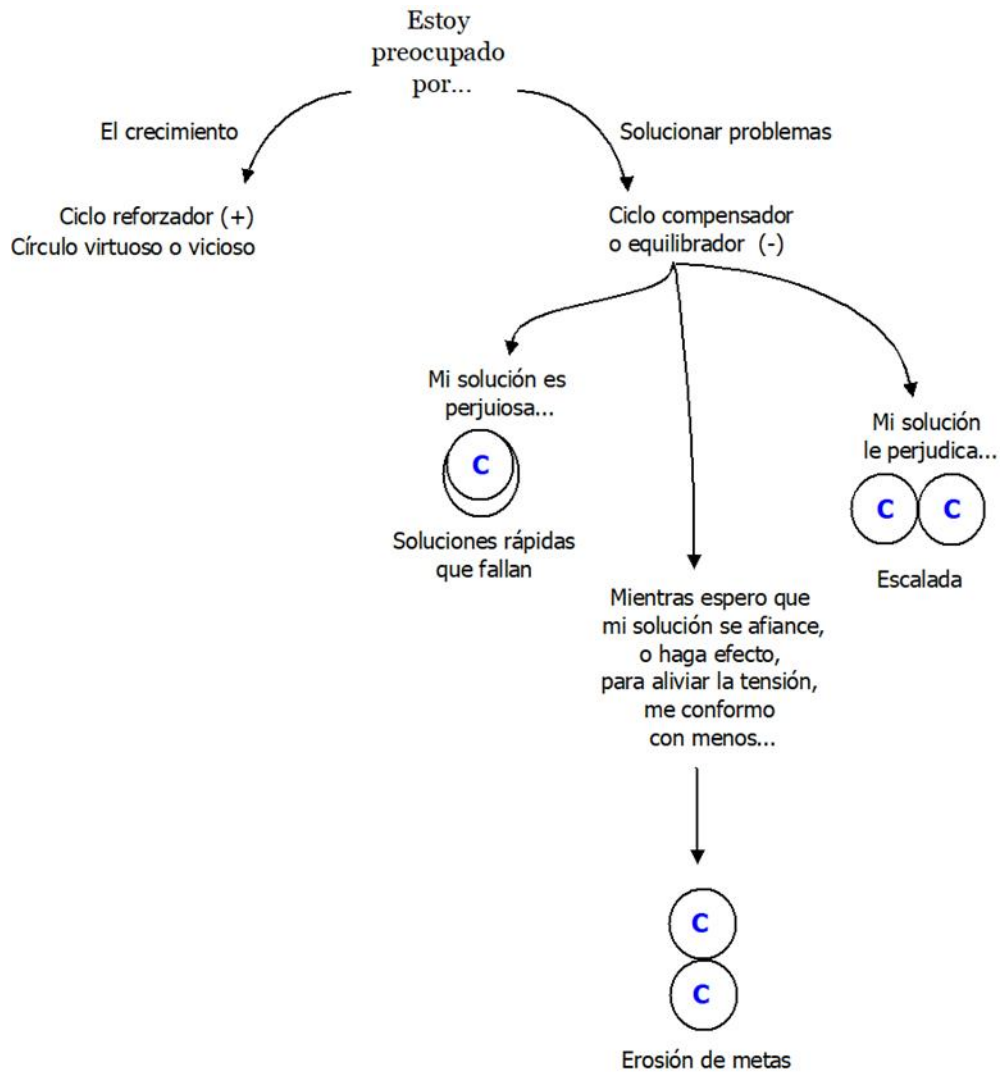 Estoy
preocupado
por...
El crecimiento
Solucionar problemas
Ciclo reforzador (+)
Círculo virtuoso o vicioso
Ciclo compensador
o equilibrador (-)
Mi solución es
perjuiosa...
C
Soluciones rápidas
que fallan
Mi solución
le perjudica...
C C
Escalada
Mientras espero que
mi solución se afiance,
o haga efecto,
para aliviar la tensión,
me conformo
con menos...
C
C
Erosión de metas